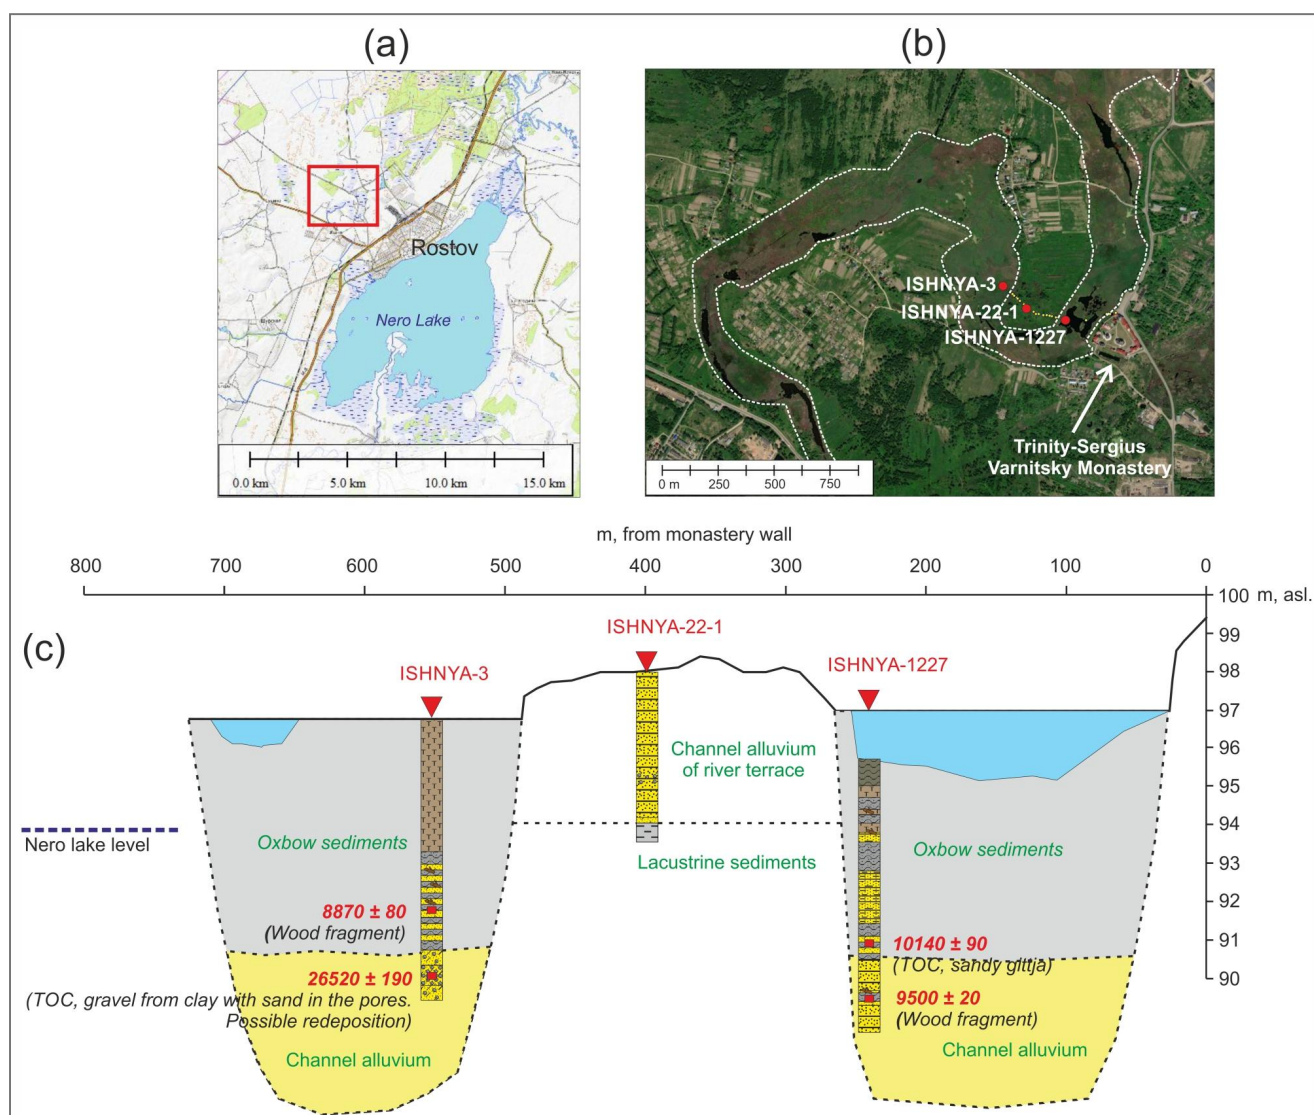 (a)
(b)
Rostov
Nero Lake
0.0 km 5.0 km 10.0 km 15.0 km
ISHNYA-3
ISHNYA-22-1
ISHNYA-1227
Trinity-Sergius
Varnitsky Monastery
0 m 250 500 750
m, from monastery wall
800 700 600 500 400 300 200 100 0
100 m, asl.
(c)
ISHNYA-3
ISHNYA-22-1
ISHNYA-1227
99
98
97
96
95
94
93
92
91
90
Channel alluvium
of river terrace
Nero lake level
Oxbow sediments
Lacustrine sediments
Oxbow sediments
8870 ± 80
(Wood fragment)
26520 ± 190
(TOC, gravel from clay with sand in the pores.
Possible redeposition)
Channel alluvium
10140 ± 90
(TOC, sandy gittja)
9500 ± 20
(Wood fragment)
Channel alluvium